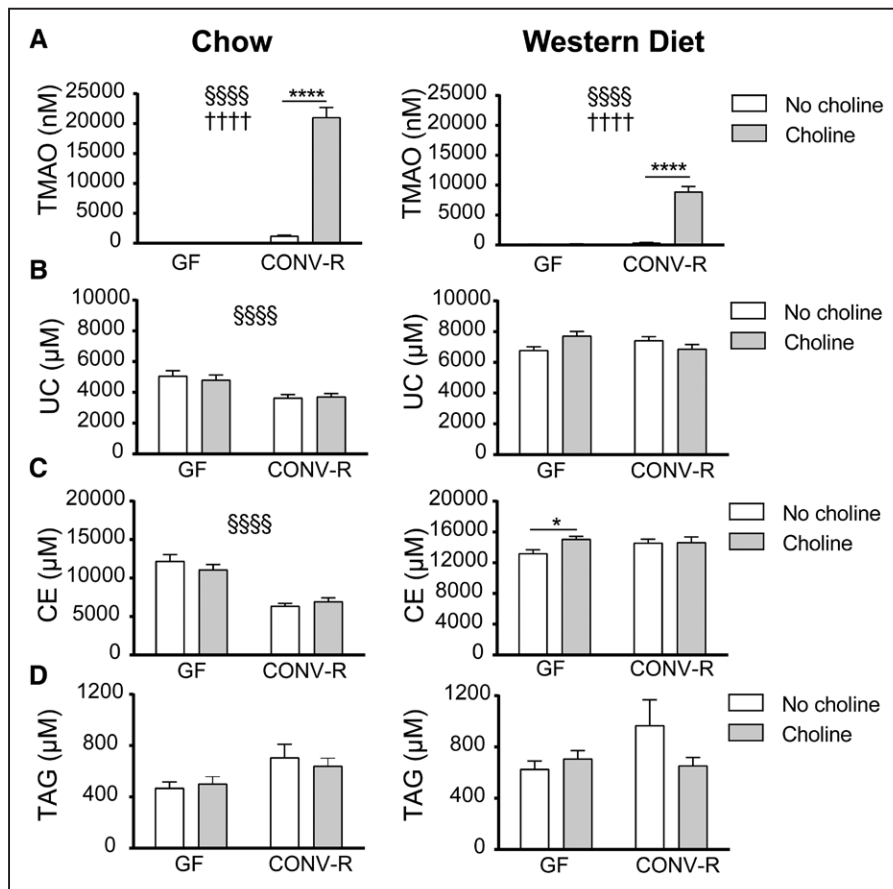 A
Chow
Western Diet
TMAO (nM)
25000
20000
15000
10000
5000
0
§§§§
††††
****
GF
CONV-R
TMAO (nM)
25000
20000
15000
10000
5000
0
§§§§
††††
****
GF
CONV-R
No choline
Choline
B
UC (µM)
10000
8000
6000
4000
2000
0
§§§§
GF
CONV-R
UC (µM)
10000
8000
6000
4000
2000
0
GF
CONV-R
No choline
Choline
C
CE (µM)
20000
15000
10000
5000
0
§§§§
GF
CONV-R
CE (µM)
20000
16000
12000
8000
4000
0
*
GF
CONV-R
No choline
Choline
D
TAG (µM)
1200
800
400
0
GF
CONV-R
TAG (µM)
1200
800
400
0
GF
CONV-R
No choline
Choline